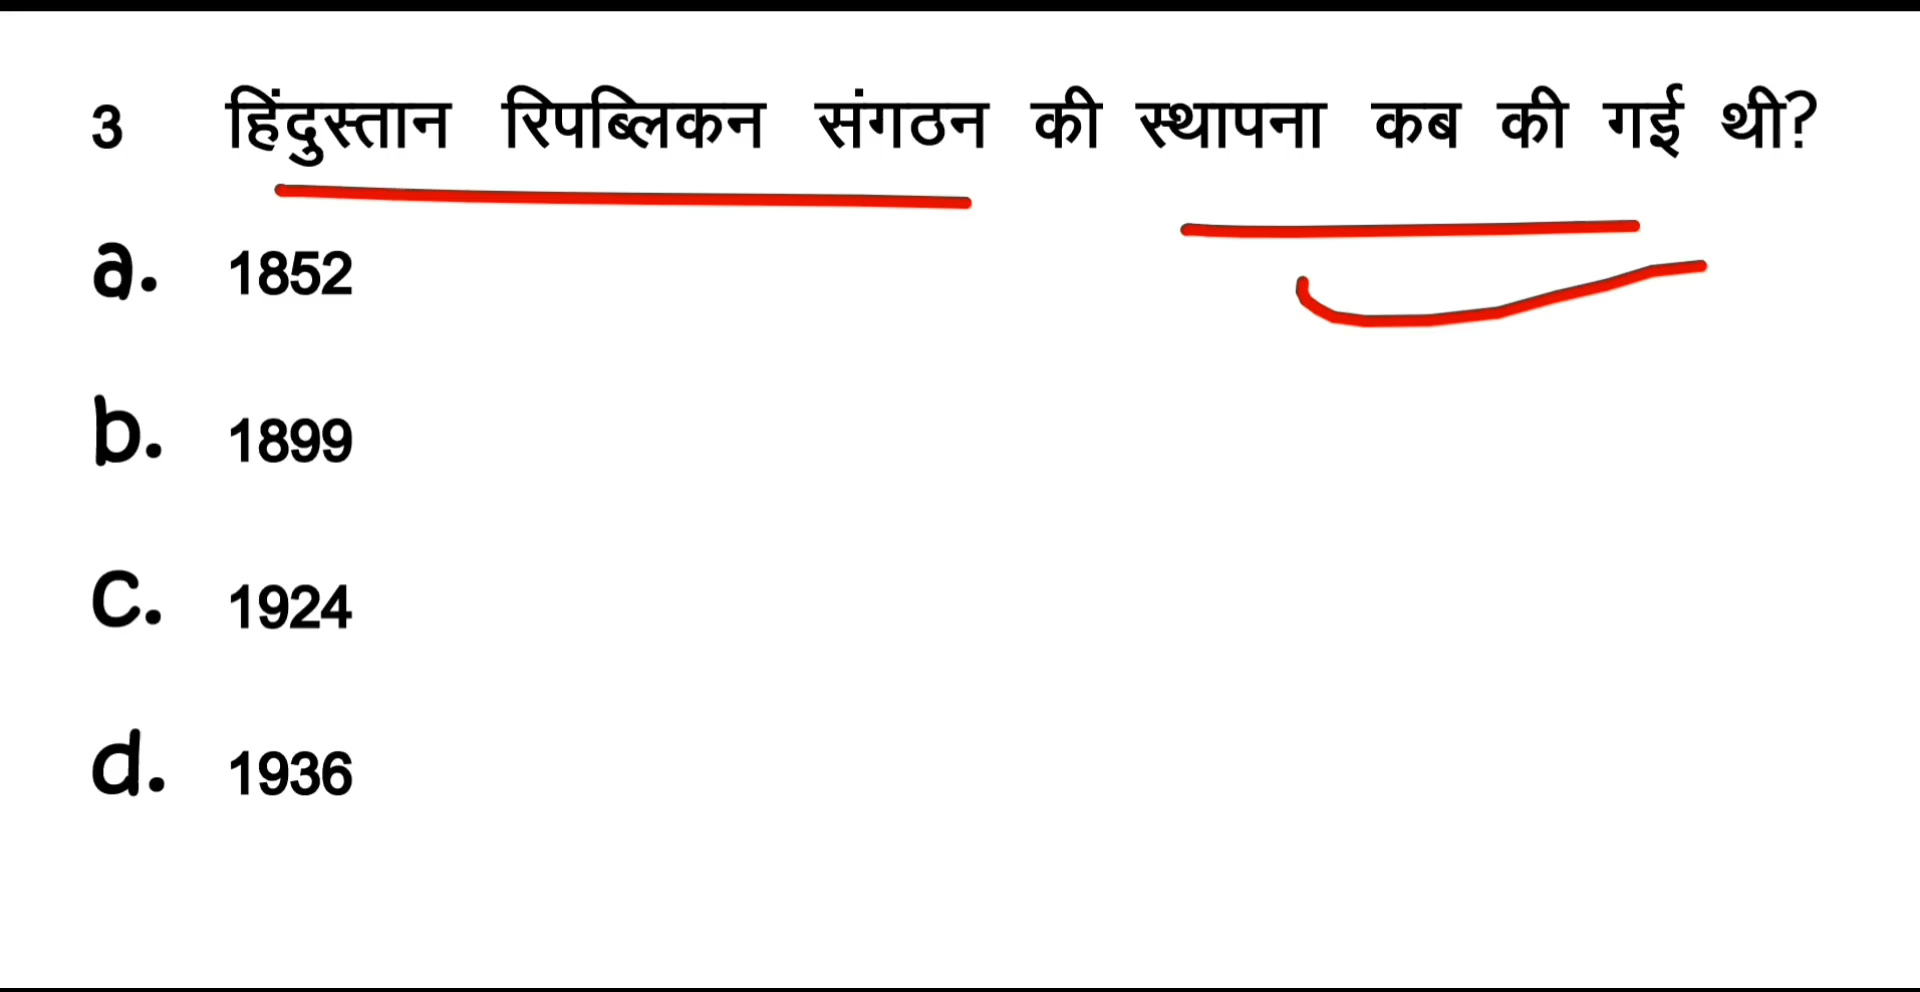 3 हिंदुस्तान रिपब्लिकन संगठन की स्थापना कब की गई थी?
a. 1852
b. 1899
c. 1924
d. 1936